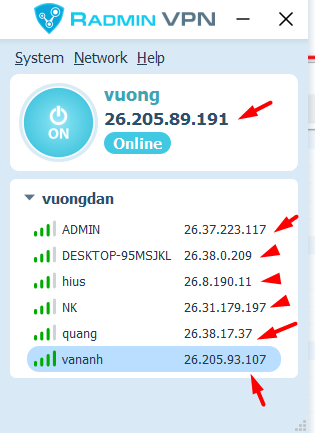 RADMIN VPN
System Network Help
vuong
26.205.89.191
ON
Online
vuongdan
ADMIN 26.37.223.117
DESKTOP-95MSJKL 26.38.0.209
hius 26.8.190.11
NK 26.31.179.197
quang 26.38.17.37
vananh 26.205.93.107